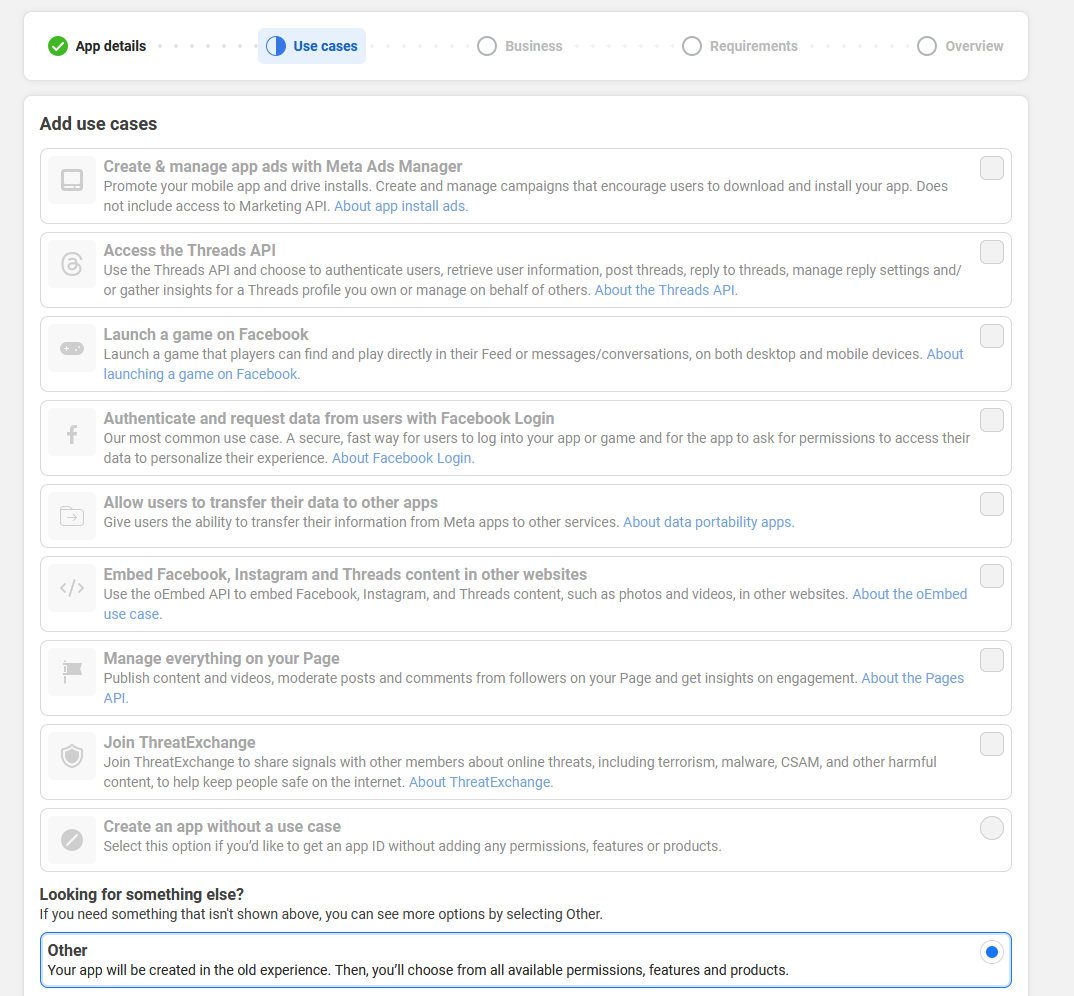 App details
Use cases
Business
Requirements
Overview
Add use cases
Create & manage app ads with Meta Ads Manager
Promote your mobile app and drive installs. Create and manage campaigns that encourage users to download and install your app. Does
not include access to Marketing API. About app install ads.
Access the Threads API
Use the Threads API and choose to authenticate users, retrieve user information, post threads, reply to threads, manage reply settings and/
or gather insights for a Threads profile you own or manage on behalf of others. About the Threads API.
Launch a game on Facebook
Launch a game that players can find and play directly in their Feed or messages/conversations, on both desktop and mobile devices. About
launching a game on Facebook.
Authenticate and request data from users with Facebook Login
Our most common use case. A secure, fast way for users to log into your app or game and for the app to ask for permissions to access their
data to personalize their experience. About Facebook Login.
Allow users to transfer their data to other apps
Give users the ability to transfer their information from Meta apps to other services. About data portability apps.
Embed Facebook, Instagram and Threads content in other websites
Use the oEmbed API to embed Facebook, Instagram, and Threads content, such as photos and videos, in other websites. About the oEmbed
use case.
Manage everything on your Page
Publish content and videos, moderate posts and comments from followers on your Page and get insights on engagement. About the Pages
API.
Join ThreatExchange
Join ThreatExchange to share signals with other members about online threats, including terrorism, malware, CSAM, and other harmful
content, to help keep people safe on the internet. About ThreatExchange.
Create an app without a use case
Select this option if you’d like to get an app ID without adding any permissions, features or products.
Looking for something else?
If you need something that isn't shown above, you can see more options by selecting Other.
Other
Your app will be created in the old experience. Then, you’ll choose from all available permissions, features and products.